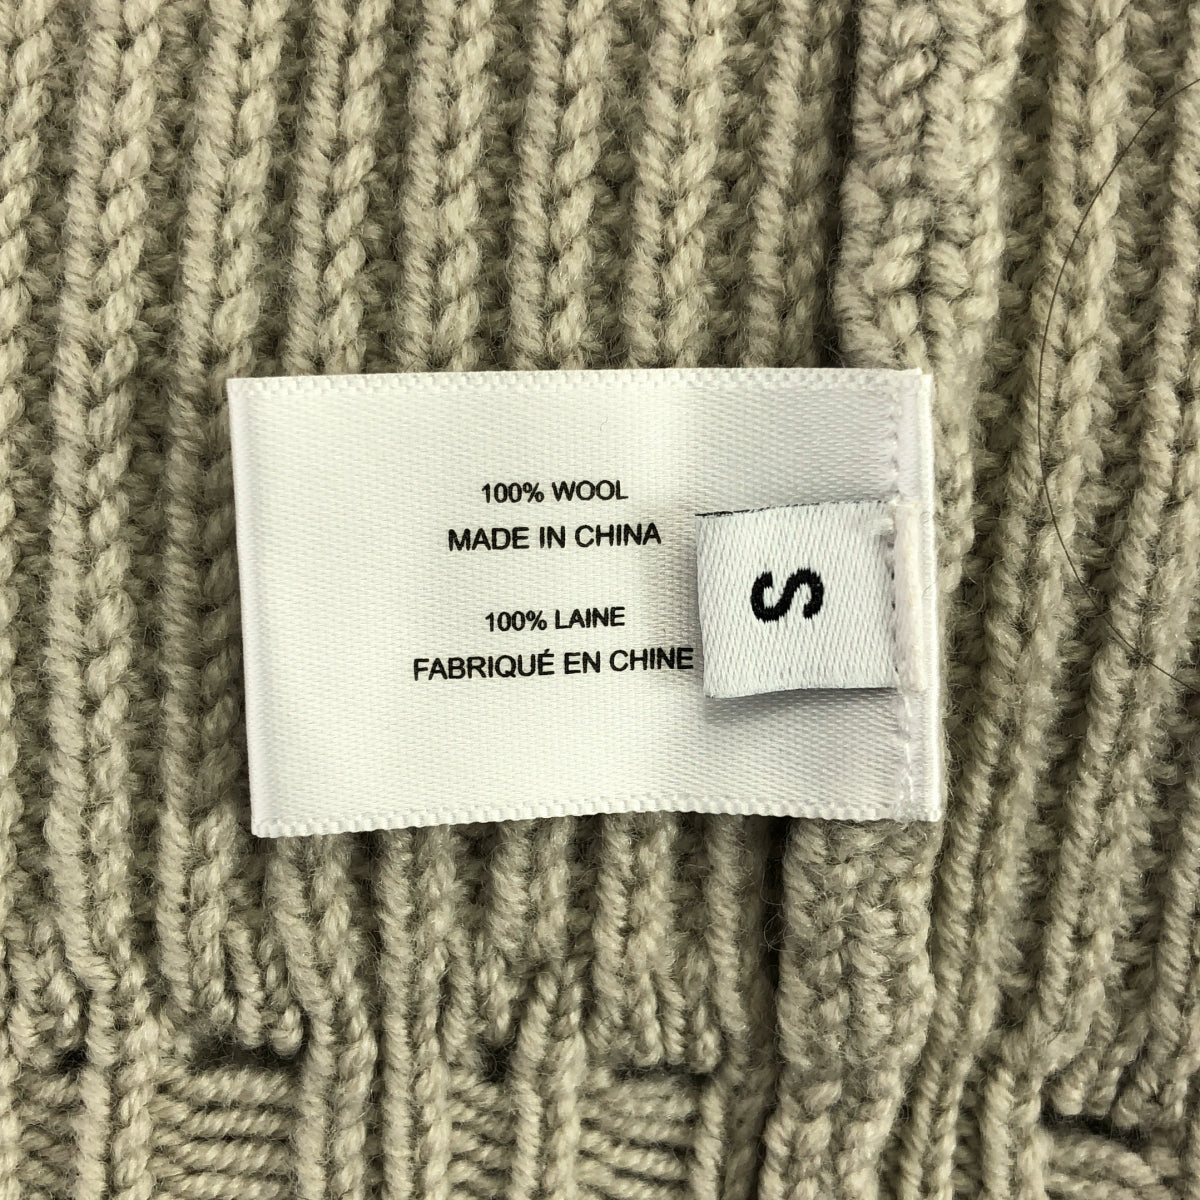 100% WOOL
MADE IN CHINA
100% LAINE
FABRIQUÉ EN CHINE
S